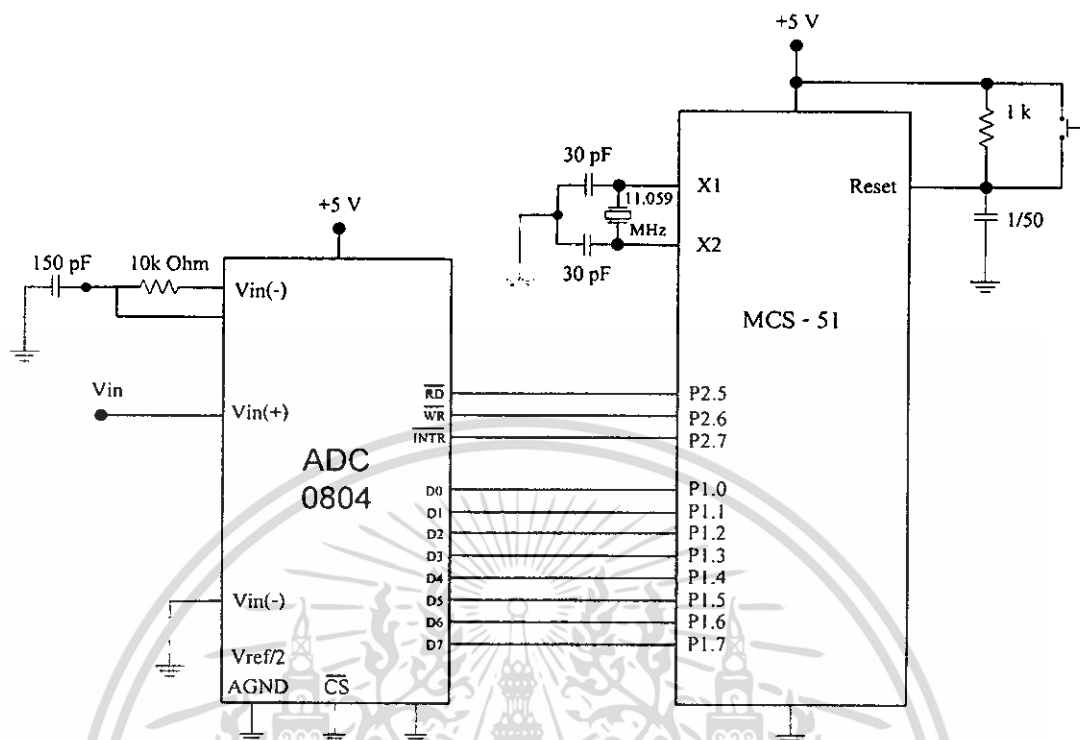 +5 V
1 k
30 pF
X1
Reset
11.059
MHz
+5 V
X2
1/50
30 pF
150 pF
10k Ohm
Vin(-)
MCS - 51
Vin
Vin(+)
RD
P2.5
WR
P2.6
INTR
P2.7
ADC
0804
D0
P1.0
D1
P1.1
D2
P1.2
D3
P1.3
D4
P1.4
D5
P1.5
D6
P1.6
D7
P1.7
Vin(-)
Vref/2
AGND
CS